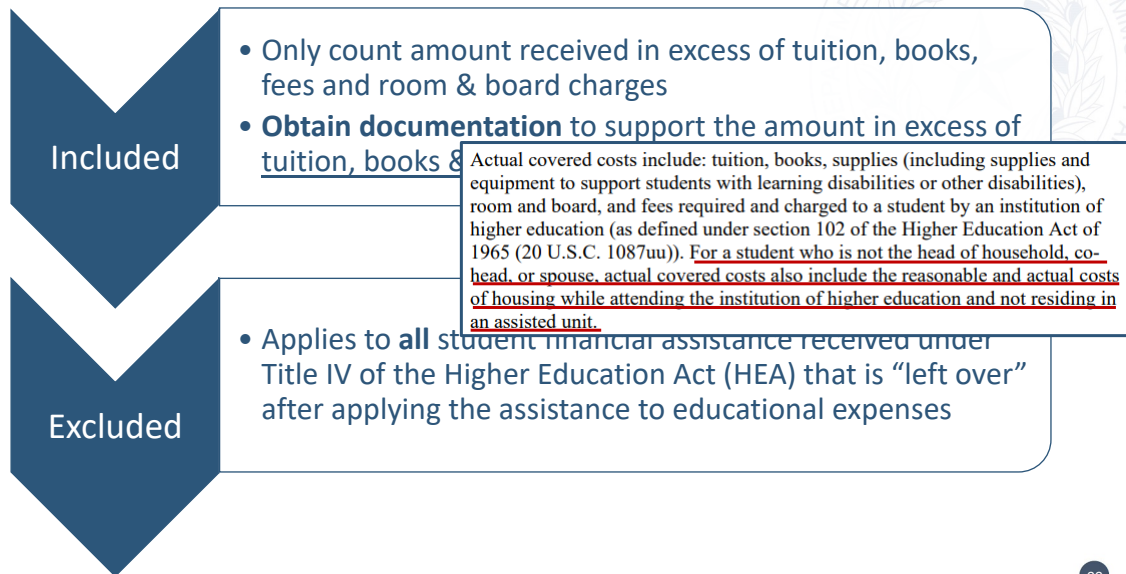 Included
• Only count amount received in excess of tuition, books,
fees and room & board charges
• Obtain documentation to support the amount in excess of
tuition, books &
Actual covered costs include: tuition, books, supplies (including supplies and
equipment to support students with learning disabilities or other disabilities),
room and board, and fees required and charged to a student by an institution of
higher education (as defined under section 102 of the Higher Education Act of
1965 (20 U.S.C. 1087uu)). For a student who is not the head of household, co-
head, or spouse, actual covered costs also include the reasonable and actual costs
of housing while attending the institution of higher education and not residing in
an assisted unit.
Excluded
• Applies to all student financial assistance received under
Title IV of the Higher Education Act (HEA) that is “left over”
after applying the assistance to educational expenses